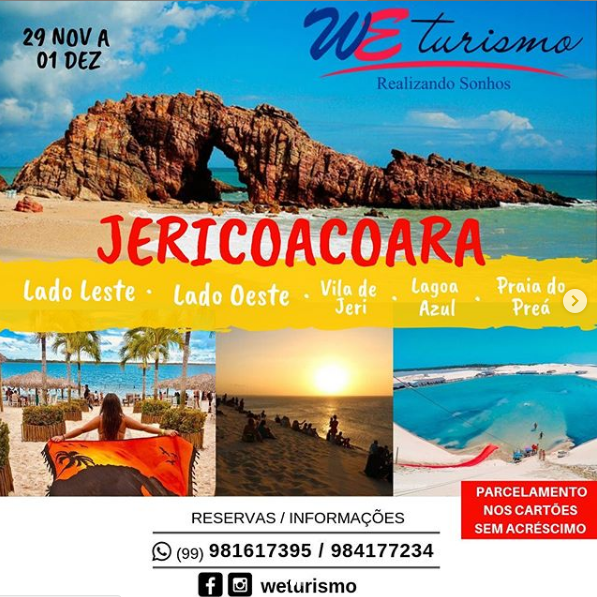 29 NOV A
01 DEZ
WE turismo
Realizando Sonhos
JERICOACOARA
Lado Leste · Lado Oeste · Vila de Jeri · Lagoa Azul · Praia do Preá
PARCELAMENTO
NOS CARTÕES
SEM ACRÉSCIMO
RESERVAS / INFORMAÇÕES
(99) 981617395 / 984177234
weturismo